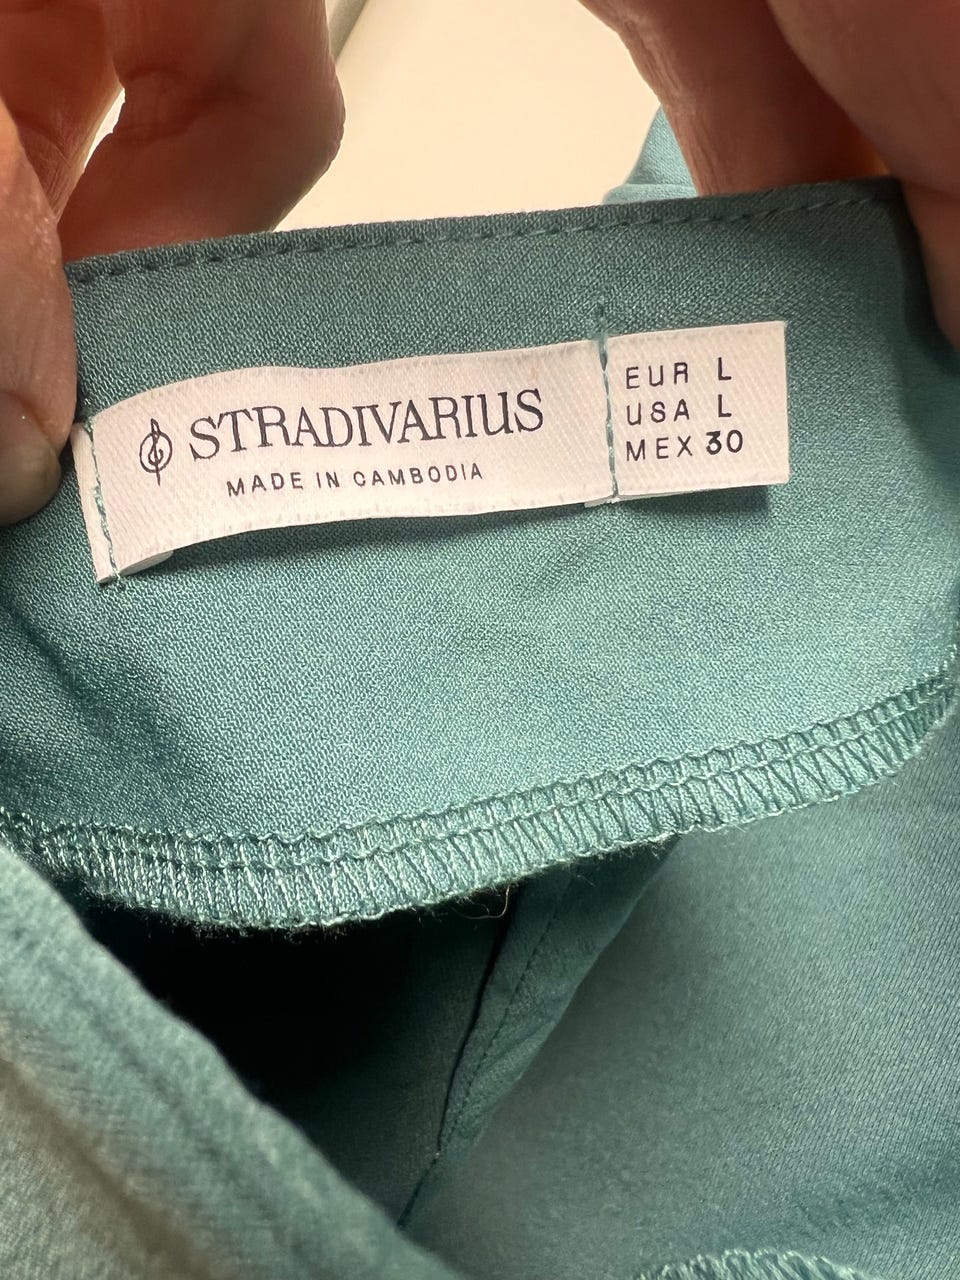 STRADIVARIUS
MADE IN CAMBODIA
EUR L
USA L
MEX 30